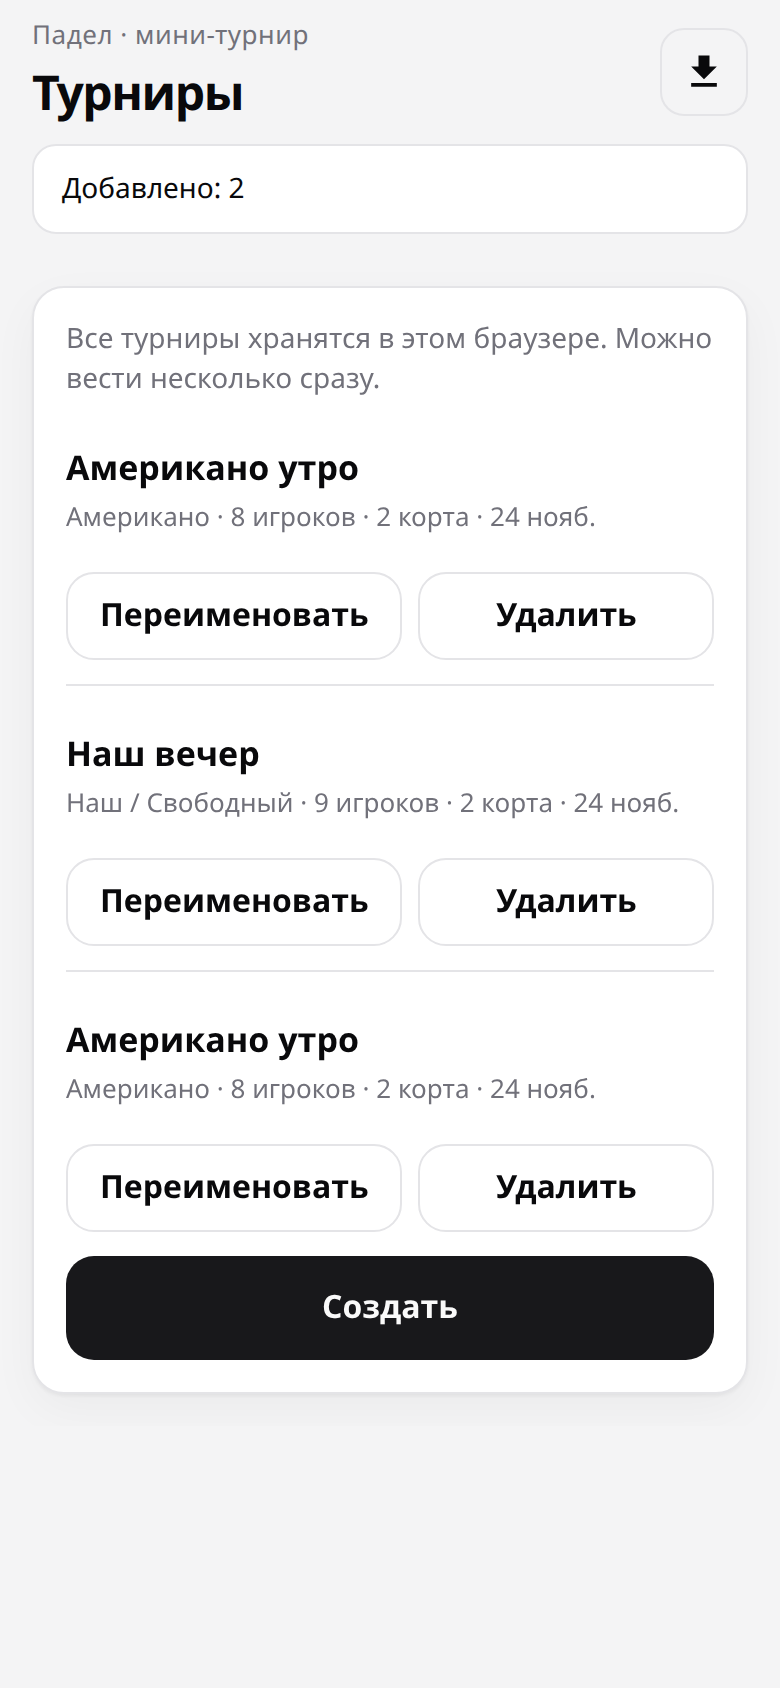 Падел · мини-турнир
Турниры
Добавлено: 2
Все турниры хранятся в этом браузере. Можно
вести несколько сразу.
Американо утро
Американо · 8 игроков · 2 корта · 24 нояб.
Переименовать
Удалить
Наш вечер
Наш / Свободный · 9 игроков · 2 корта · 24 нояб.
Переименовать
Удалить
Американо утро
Американо · 8 игроков · 2 корта · 24 нояб.
Переименовать
Удалить
Создать